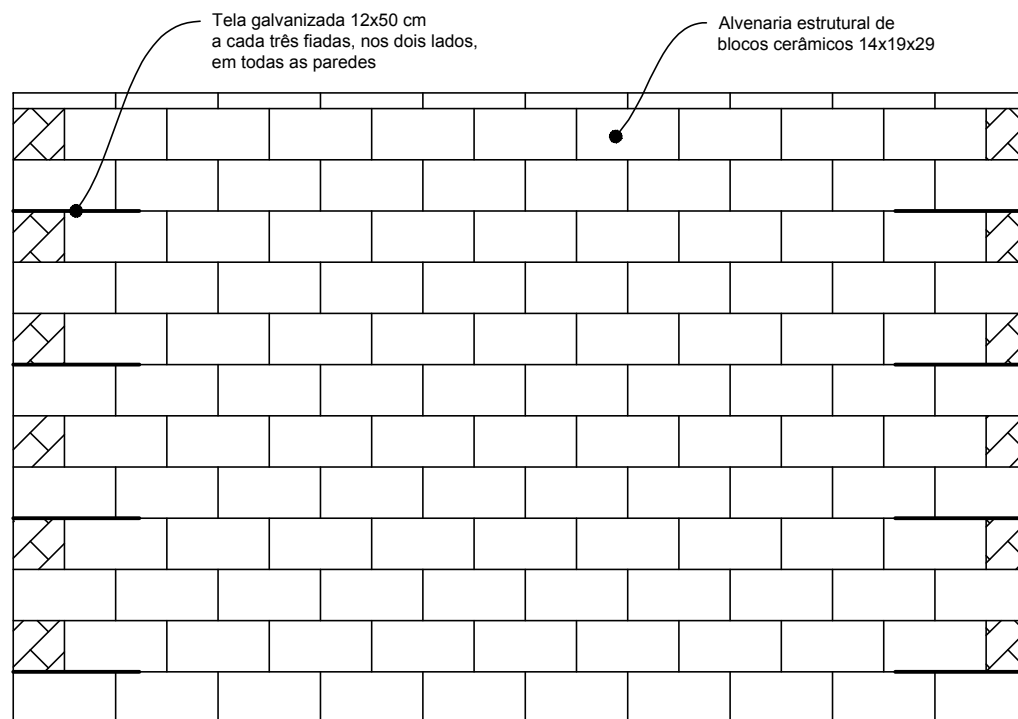 Tela galvanizada 12x50 cm
a cada três fiadas, nos dois lados,
em todas as paredes
Alvenaria estrutural de
blocos cerâmicos 14x19x29